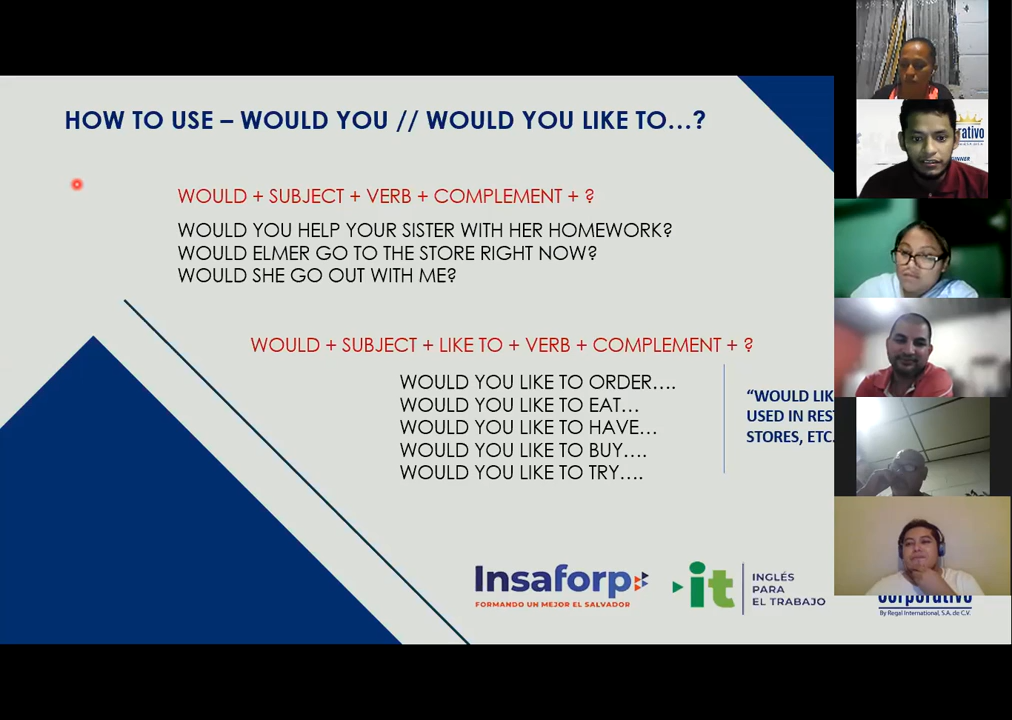 HOW TO USE – WOULD YOU // WOULD YOU LIKE TO…?
WOULD + SUBJECT + VERB + COMPLEMENT + ?
WOULD YOU HELP YOUR SISTER WITH HER HOMEWORK?
WOULD ELMER GO TO THE STORE RIGHT NOW?
WOULD SHE GO OUT WITH ME?
WOULD + SUBJECT + LIKE TO + VERB + COMPLEMENT + ?
WOULD YOU LIKE TO ORDER….
WOULD YOU LIKE TO EAT…
WOULD YOU LIKE TO HAVE…
WOULD YOU LIKE TO BUY….
WOULD YOU LIKE TO TRY….
“WOULD LIK
USED IN RES
STORES, ETC.
Insaforp
FORMANDO UN MEJOR EL SALVADOR
it
INGLÉS
PARA
EL TRABAJO
Corporativo
By Regal International, S.A. de C.V.